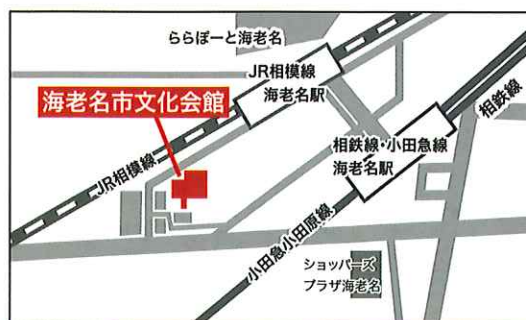 ららぽーと海老名
JR相模線
海老名駅
海老名市文化会館
相鉄線・小田急線
海老名駅
相鉄線
JR相模線
小田急小田原線
ショッパーズ
プラザ海老名